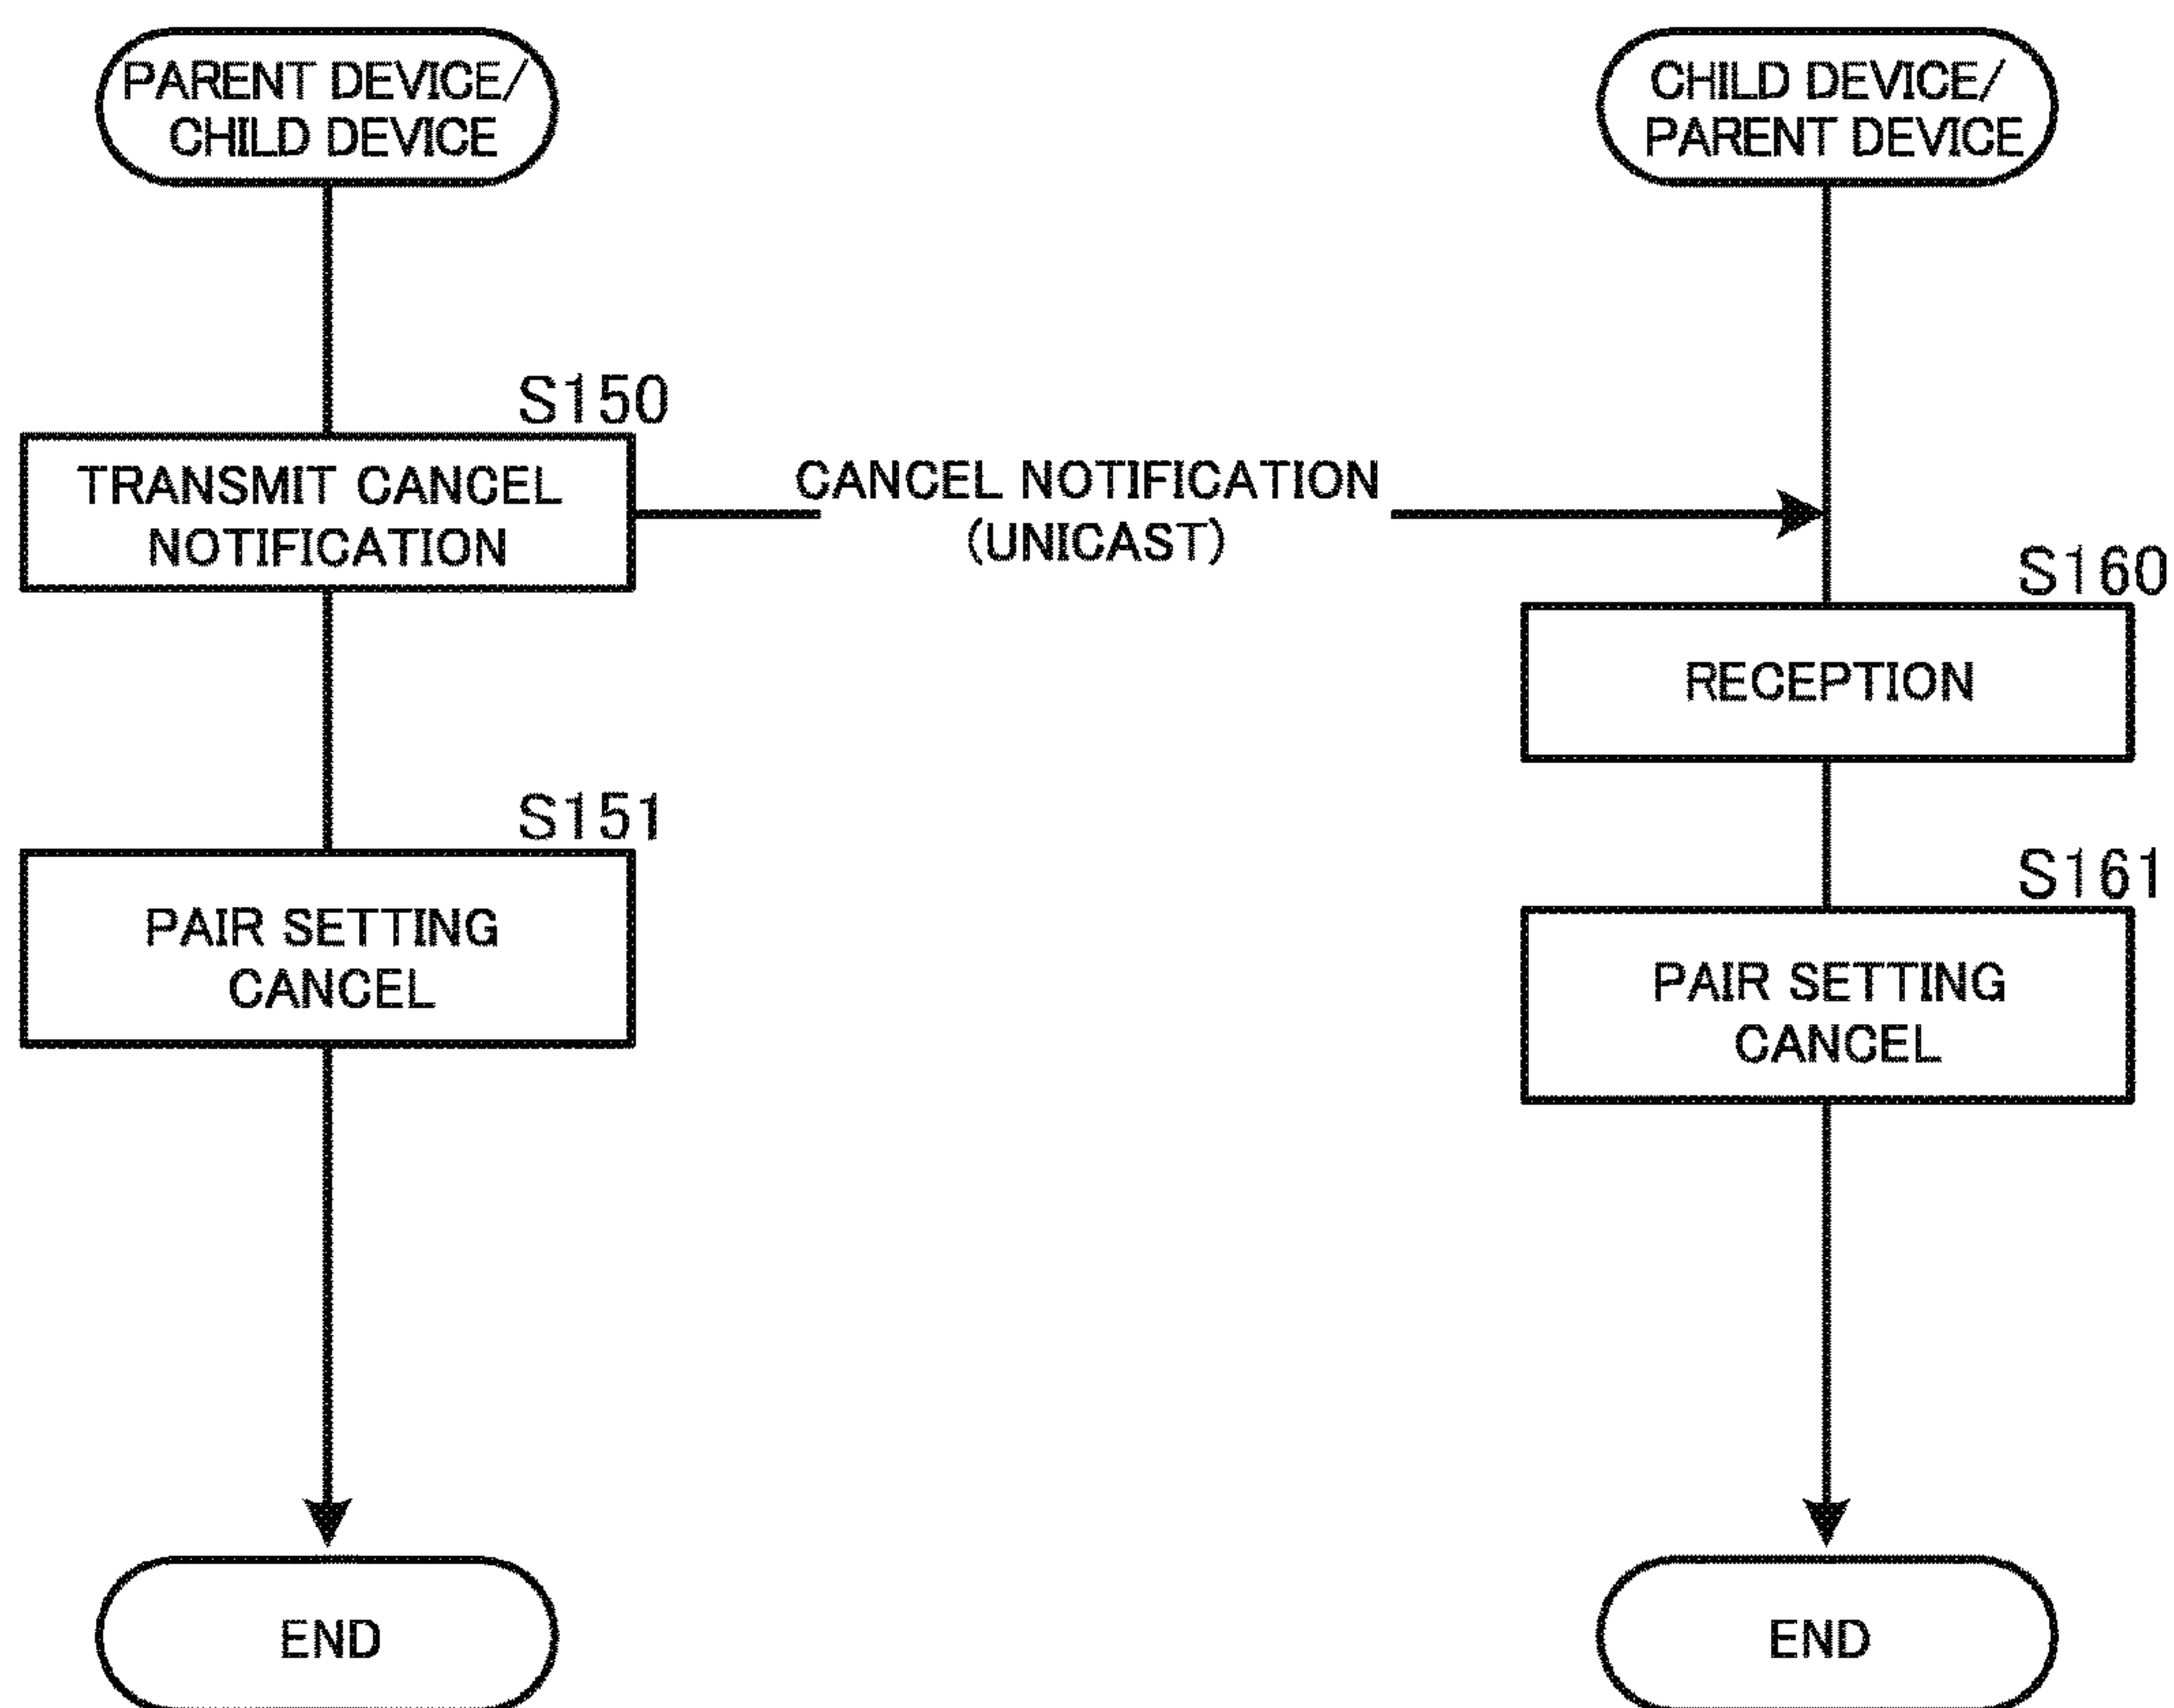 PARENT DEVICE/
CHILD DEVICE
CHILD DEVICE/
PARENT DEVICE
S150
TRANSMIT CANCEL
NOTIFICATION
CANCEL NOTIFICATION
(UNICAST)
S160
RECEPTION
S151
PAIR SETTING
CANCEL
S161
PAIR SETTING
CANCEL
END
END